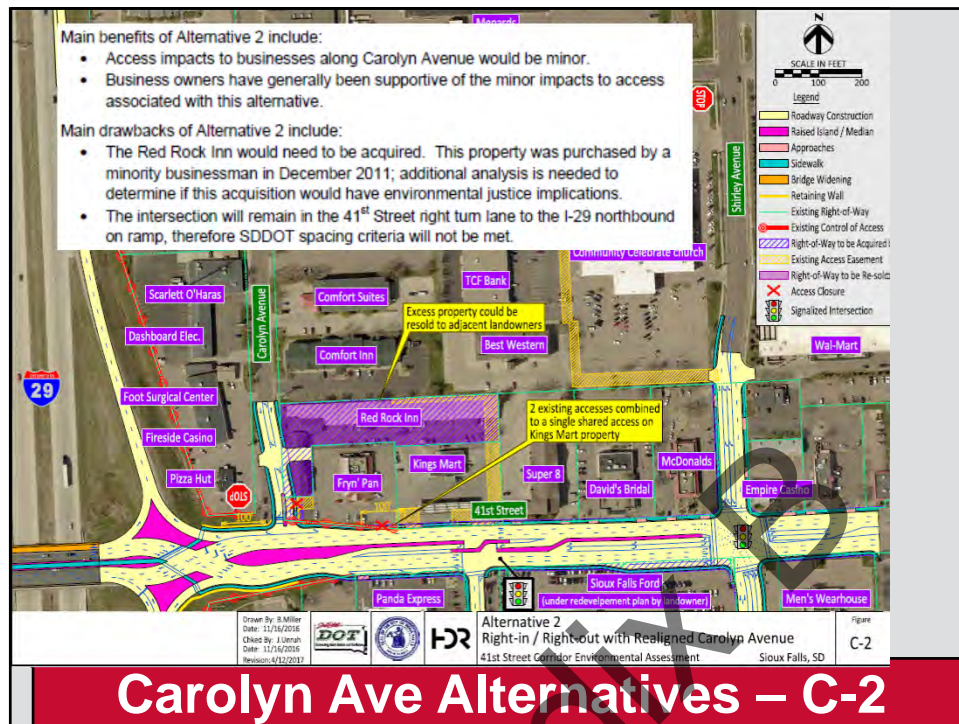 Menards
Main benefits of Alternative 2 include:
• Access impacts to businesses along Carolyn Avenue would be minor.
• Business owners have generally been supportive of the minor impacts to access
associated with this alternative.
Main drawbacks of Alternative 2 include:
• The Red Rock Inn would need to be acquired. This property was purchased by a
minority businessman in December 2011; additional analysis is needed to
determine if this acquisition would have environmental justice implications.
• The intersection will remain in the 41st Street right turn lane to the I-29 northbound
on ramp, therefore SDDOT spacing criteria will not be met.
N
SCALE IN FEET
0 100 200
Legend
Roadway Construction
Raised Island / Median
Approaches
Sidewalk
Bridge Widening
Retaining Wall
Existing Right-of-Way
Existing Control of Access
Right-of-Way to be Acquired
Existing Access Easement
Right-of-Way to be Re-sold
Access Closure
Signalized Intersection
STOP
Shirley Avenue
Community Celebrate church
TCF Bank
Scarlett O'Haras
Comfort Suites
Carolyn Avenue
Excess property could be
resold to adjacent landowners
Dashboard Elec.
Best Western
Wal-Mart
Comfort Inn
29
Foot Surgical Center
Red Rock Inn
2 existing accesses combined
to a single shared access on
Kings Mart property
Fireside Casino
Kings Mart
McDonalds
Pizza Hut
Fryn' Pan
Super 8
David's Bridal
Empire Casino
STOP
100'
100'
41st Street
Sioux Falls Ford
(under redevelpement plan by landowner)
Panda Express
Men's Wearhouse
Drawn By: B.Miller
Date: 11/16/2016
Chked By: J.Unruh
Date: 11/16/2016
Revision:4/12/2017
DOT
HDR
Alternative 2
Right-in / Right-out with Realigned Carolyn Avenue
41st Street Corridor Environmental Assessment Sioux Falls, SD
Figure
C-2
Carolyn Ave Alternatives – C-2